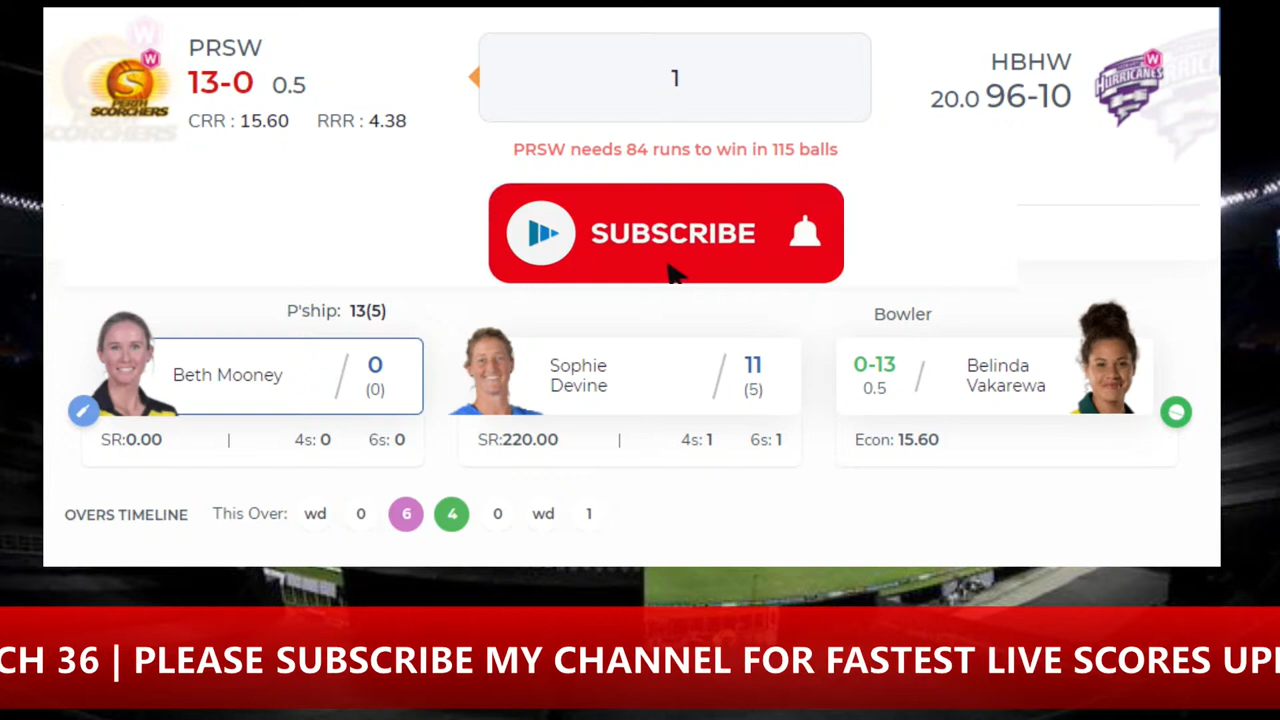 PRSW
13-0 0.5
CRR : 15.60 RRR : 4.38
W
PERTH
SCORCHERS
1
PRSW needs 84 runs to win in 115 balls
HBHW
20.0 96-10
W
HURRICANES
SUBSCRIBE
P'ship: 13(5)
Bowler
Beth Mooney / 0
(0)
SR:0.00 | 4s: 0 6s: 0
Sophie
Devine / 11
(5)
SR:220.00 | 4s: 1 6s: 1
0-13
0.5 / Belinda
Vakarewa
Econ: 15.60
OVERS TIMELINE This Over: wd 0 6 4 0 wd 1
CH 36 | PLEASE SUBSCRIBE MY CHANNEL FOR FASTEST LIVE SCORES